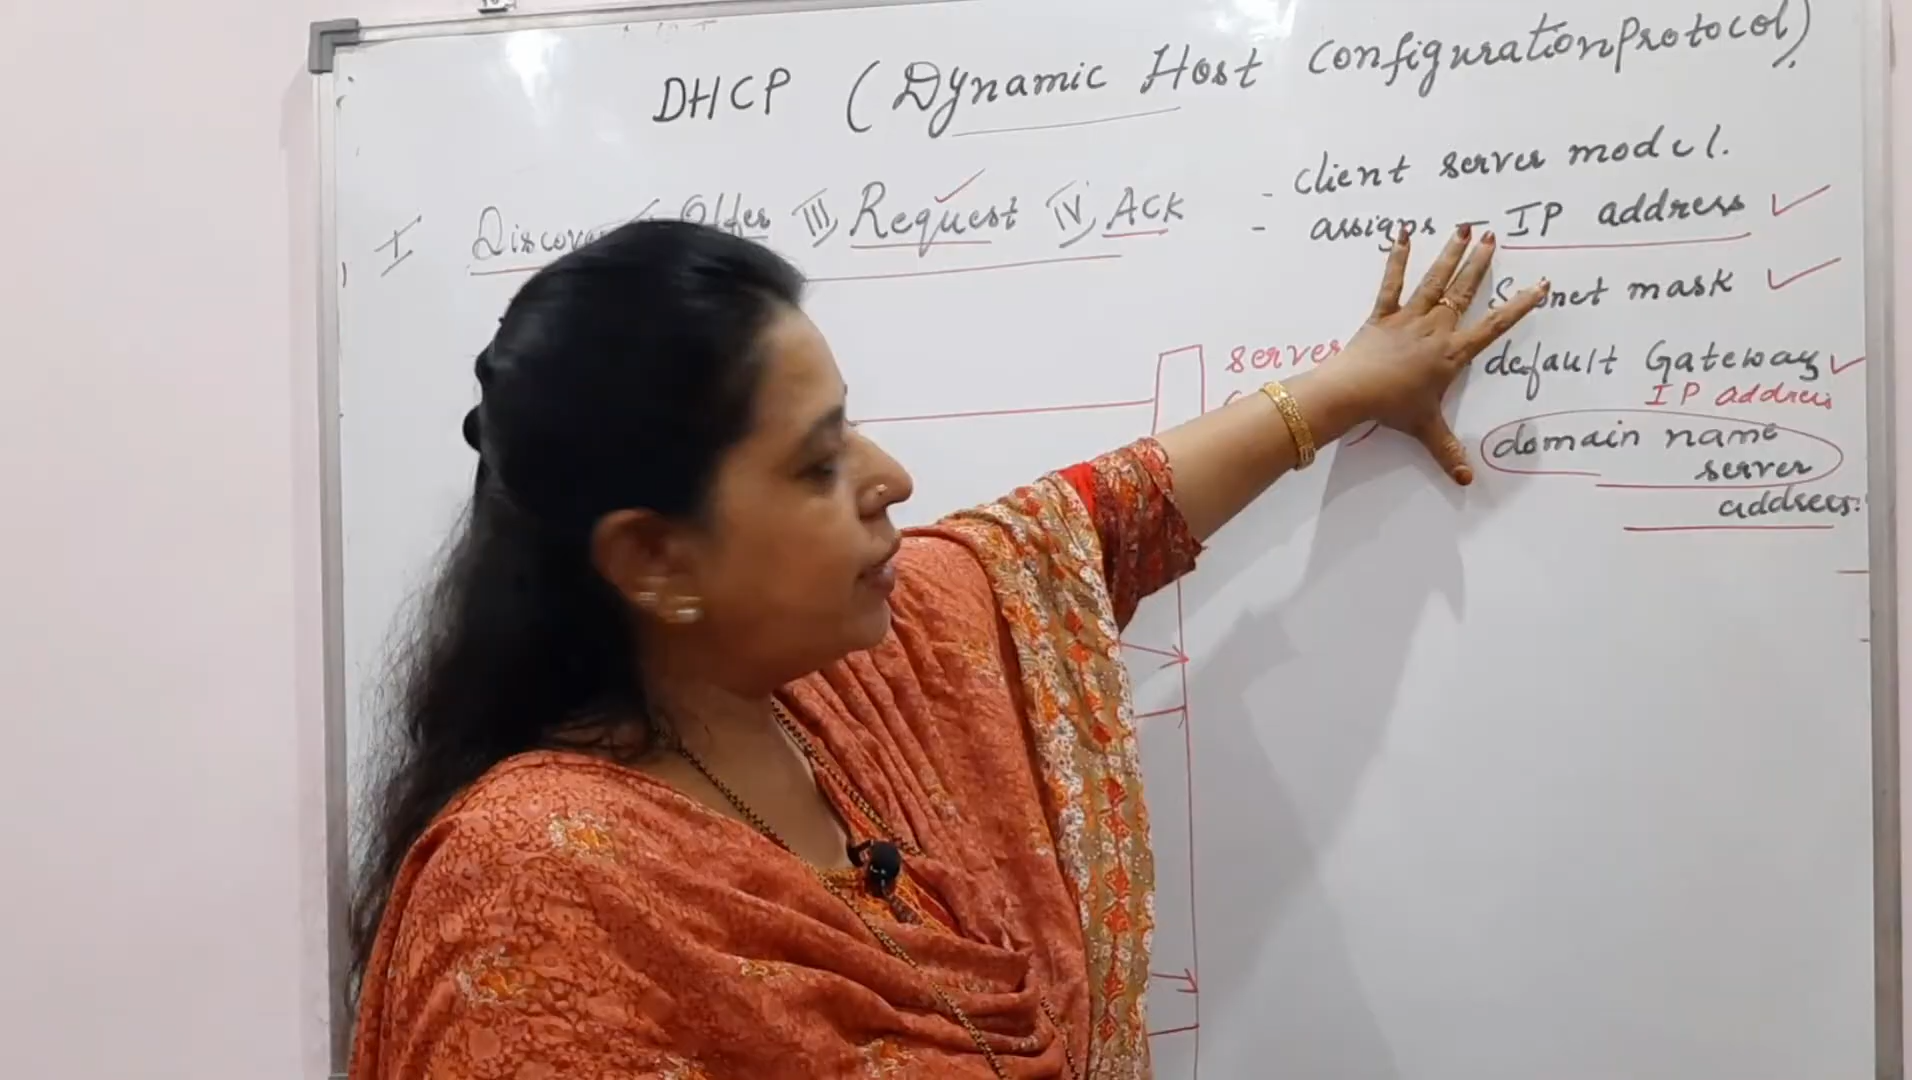 DHCP (Dynamic Host Configuration Protocol)
I Discover Offer III Request IV Ack
- Client server model.
- assigns - IP address
Subnet mask
default Gateway
IP address
domain name
server
address.
server